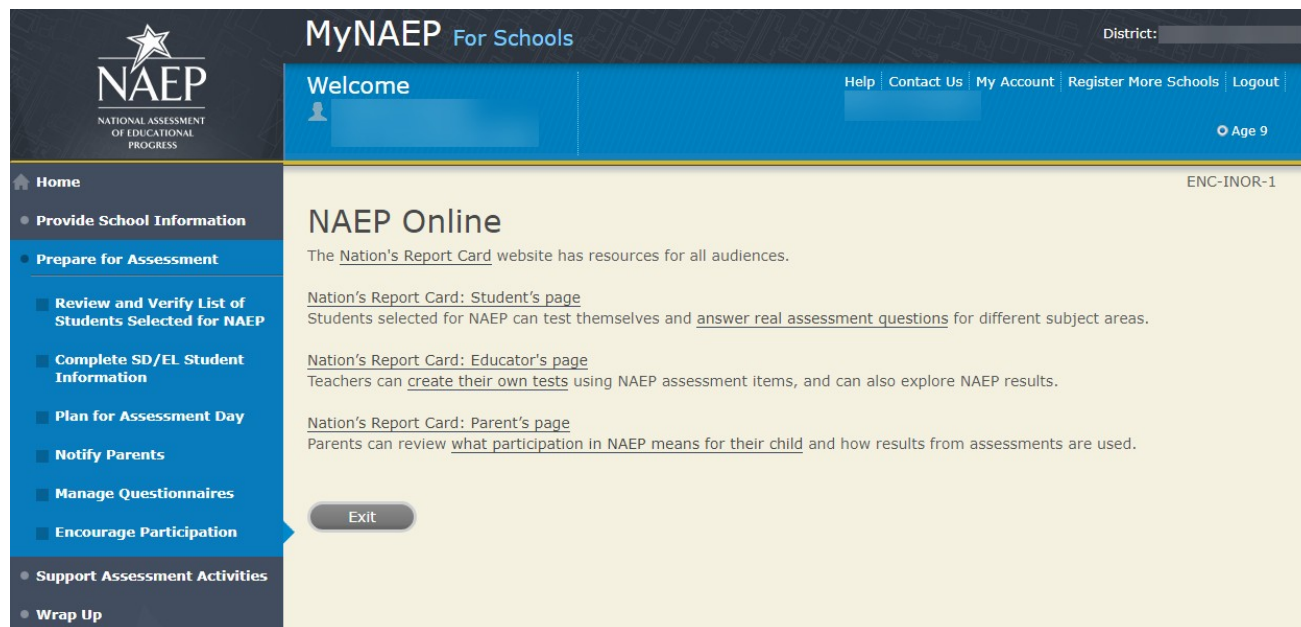 NAEP
NATIONAL ASSESSMENT
OF EDUCATIONAL
PROGRESS
MyNAEP For Schools
District:
Welcome
Help Contact Us My Account Register More Schools Logout
Age 9
Home
Provide School Information
Prepare for Assessment
Review and Verify List of
Students Selected for NAEP
Complete SD/EL Student
Information
Plan for Assessment Day
Notify Parents
Manage Questionnaires
Encourage Participation
Support Assessment Activities
Wrap Up
ENC-INOR-1
NAEP Online
The Nation's Report Card website has resources for all audiences.
Nation’s Report Card: Student’s page
Students selected for NAEP can test themselves and answer real assessment questions for different subject areas.
Nation’s Report Card: Educator's page
Teachers can create their own tests using NAEP assessment items, and can also explore NAEP results.
Nation’s Report Card: Parent’s page
Parents can review what participation in NAEP means for their child and how results from assessments are used.
Exit